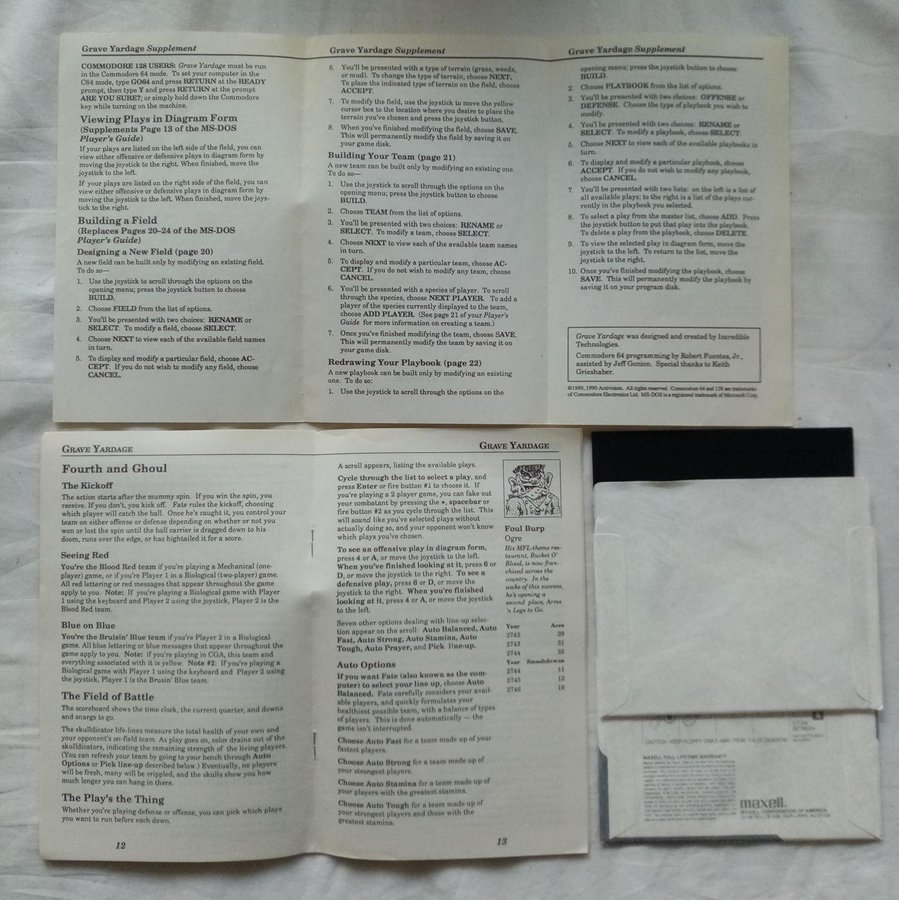 Grave Yardage Supplement
COMMODORE 128 USERS: Grave Yardage must be run
in the Commodore 64 mode. To set your computer in the
C64 mode, type GO64 and press RETURN at the READY
prompt, then type Y and press RETURN at the prompt
ARE YOU SURE?; or simply hold down the Commodore
key while turning on the machine.
Viewing Plays in Diagram Form
(Supplements Page 13 of the MS-DOS
Player's Guide)
If your plays are listed on the left side of the field, you can
view either offensive or defensive plays in diagram form by
moving the joystick to the right. When finished, move the
joystick to the left.
If your plays are listed on the right side of the field, you can
view either offensive or defensive plays in diagram form by
moving the joystick to the left. When finished, move the joys-
tick to the right.
Building a Field
(Replaces Pages 20–24 of the MS-DOS
Player's Guide)
Designing a New Field (page 20)
A new field can be built only by modifying an existing field.
To do so—
1. Use the joystick to scroll through the options on the
opening menu; press the joystick button to choose
BUILD.
2. Choose FIELD from the list of options.
3. You'll be presented with two choices: RENAME or
SELECT. To modify a field, choose SELECT.
4. Choose NEXT to view each of the available field names
in turn.
5. To display and modify a particular field, choose AC-
CEPT. If you do not wish to modify any field, choose
CANCEL.
Grave Yardage Supplement
6. You'll be presented with a type of terrain (grass, weeds,
or mud). To change the type of terrain, choose NEXT.
To place the indicated type of terrain on the field, choose
ACCEPT.
7. To modify the field, use the joystick to move the yellow
cursor box to the location where you desire to place the
terrain you've chosen and press the joystick button.
8. When you've finished modifying the field, choose SAVE.
This will permanently modify the field by saving it on
your game disk.
Building Your Team (page 21)
A new team can be built only by modifying an existing one.
To do so—
1. Use the joystick to scroll through the options on the
opening menu; press the joystick button to choose
BUILD.
2. Choose TEAM from the list of options.
3. You'll be presented with two choices: RENAME or
SELECT. To modify a team, choose SELECT.
4. Choose NEXT to view each of the available team names
in turn.
5. To display and modify a particular team, choose AC-
CEPT. If you do not wish to modify any team, choose
CANCEL.
6. You'll be presented with a species of player. To scroll
through the species, choose NEXT PLAYER. To add a
player of the species currently displayed to the team,
choose ADD PLAYER. (See page 21 of your Player's
Guide for more information on creating a team.)
7. Once you've finished modifying the team, choose SAVE.
This will permanently modify the team by saving it on
your game disk.
Redrawing Your Playbook (page 22)
A new playbook can be built only by modifying an existing
one. To do so:
1. Use the joystick to scroll through the options on the
Grave Yardage Supplement
opening menu; press the joystick button to choose
BUILD.
2. Choose PLAYBOOK from the list of options.
3. You'll be presented with two choices: OFFENSE or
DEFENSE. Choose the type of playbook you wish to
modify.
4. You'll be presented with two choices: RENAME or
SELECT. To modify a playbook, choose SELECT.
5. Choose NEXT to view each of the available playbooks in
turn.
6. To display and modify a particular playbook, choose
ACCEPT. If you do not wish to modify any playbook,
choose CANCEL.
7. You'll be presented with two lists: on the left is a list of
all available plays; to the right is a list of the plays cur-
rently in the playbook you selected.
8. To select a play from the master list, choose ADD. Press
the joystick button to put that play into the playbook.
To delete a play from the playbook, choose DELETE.
9. To view the selected play in diagram form, move the
joystick to the left. To return to the list, move the
joystick to the right.
10. Once you've finished modifying the playbook, choose
SAVE. This will permanently modify the playbook by
saving it on your program disk.
Grave Yardage was designed and created by Incredible
Technologies.
Commodore 64 programming by Robert Fuentes, Jr.,
assisted by Jeff Gonien. Special thanks to Keith
Grieshaber.
©1989, 1990 Activision. All rights reserved. Commodore 64 and 128 are trademarks
of Commodore Electronics Ltd. MS-DOS is a registered trademark of Microsoft Corp.
GRAVE YARDAGE
Fourth and Ghoul
The Kickoff
The action starts after the mummy spin. If you win the spin, you
receive. If you don't, you kick off. Fate rules the kickoff, choosing
which player will catch the ball. Once he's caught it, you control your
team on either offense or defense depending on whether or not you
won or lost the spin until the ball carrier is dragged down to his
doom, runs over the edge, or has hightailed it for a score.
Seeing Red
You're the Blood Red team if you're playing a Mechanical (one-
player) game, or if you're Player 1 in a Biological (two-player) game.
All red lettering or red messages that appear throughout the game
apply to you. Note: If you're playing a Biological game with Player
1 using the keyboard and Player 2 using the joystick, Player 2 is the
Blood Red team.
Blue on Blue
You're the Bruisin' Blue team if you're Player 2 in a Biological
game. All blue lettering or blue messages that appear throughout the
game apply to you. Note: if you're playing in CGA, this team and
everything associated with it is yellow. Note #2: If you're playing a
Biological game with Player 1 using the keyboard and Player 2 using
the joystick, Player 1 is the Brusin' Blue team.
The Field of Battle
The scoreboard shows the time clock, the current quarter, and downs
and snargs to go.
The skulldicator life-lines measure the total health of your own and
your opponent's on-field team. As play goes on, color drains out of the
skulldicators, indicating the remaining strength of the living players.
(You can refresh your team by going to your bench through Auto
Options or Pick line-up described below.) Eventually, no players
will be fresh, many will be crippled, and the skulls show you how
much longer you can hang in there.
The Play's the Thing
Whether you're playing defense or offense, you can pick which plays
you want to run before each down.
12
GRAVE YARDAGE
A scroll appears, listing the available plays.
Cycle through the list to select a play, and
press Enter or fire button #1 to choose it. If
you're playing a 2 player game, you can fake out
your combatant by pressing the +, spacebar or
fire button #2 as you cycle through the list. This
will sound like you've selected plays without
actually doing so, and your opponent won't know
which plays you've chosen.
To see an offensive play in diagram form,
press 4 or A, or move the joystick to the left.
When you've finished looking at it, press 6 or
D, or move the joystick to the right. To see a
defensive play, press 6 or D, or move the
joystick to the right. When you're finished
looking at it, press 4 or A, or move the joystick
to the left.
Seven other options dealing with line-up selec-
tion appear on the scroll: Auto Balanced, Auto
Fast, Auto Strong, Auto Stamina, Auto
Tough, Auto Prayer, and Pick line-up.
Auto Options
If you want Fate (also known as the com-
puter) to select your line up, choose Auto
Balanced. Fate carefully considers your avail-
able players, and quickly formulates your
healthiest possible team, with a balance of types
of players. This is done automatically — the
game isn't interrupted.
Choose Auto Fast for a team made up of your
fastest players.
Choose Auto Strong for a team made up of
your strongest players.
Choose Auto Stamina for a team made up of
your players with the greatest stamina.
Choose Auto Tough for a team made up of
your strongest players and those with the
greatest stamina.
Foul Burp
Ogre
His MFL-theme res-
taurant, Bucket O'
Blood, is now fran-
chised across the
country. In the
wake of this success,
he's opening a
second place, Arms
'n Legs to Go.
Year Aces
2742 29
2743 31
2744 33
Year Smashdowns
2744 11
2745 12
2746 10
13
MAXELL FULL LIFETIME WARRANTY
maxell.
MAXELL CORPORATION OF AMERICA